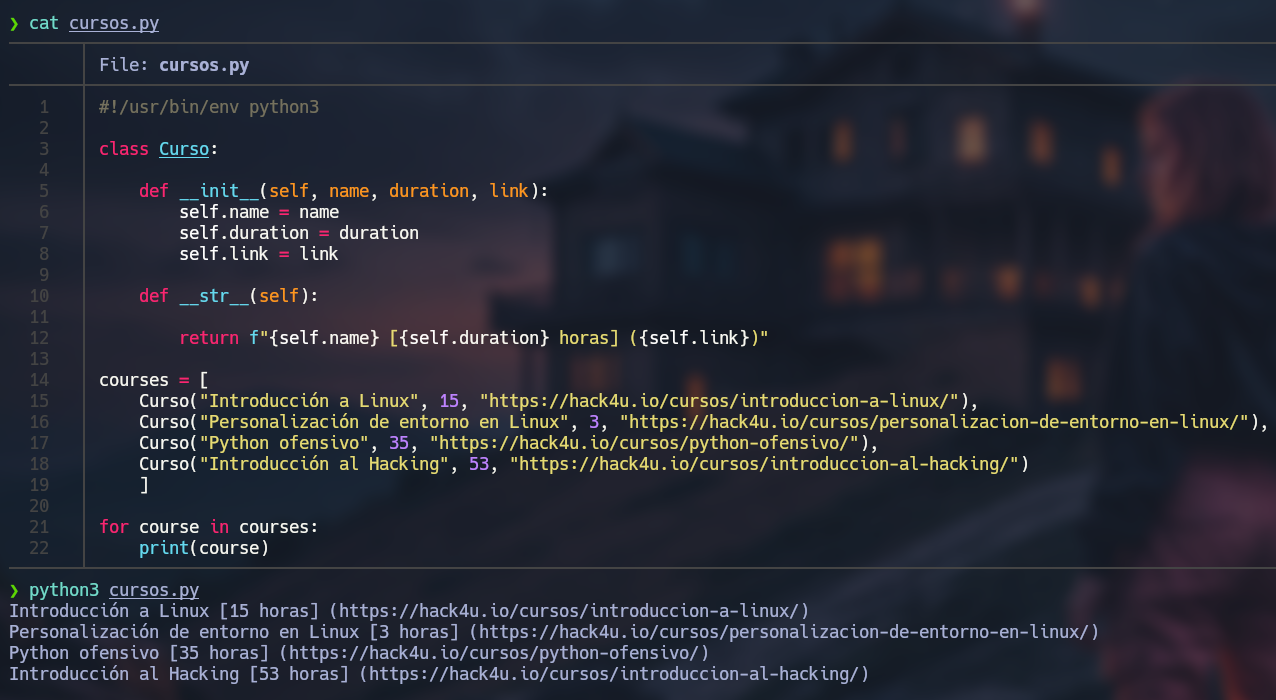 ❯ cat cursos.py
File: cursos.py
1 #!/usr/bin/env python3
2
3 class Curso:
4
5     def __init__(self, name, duration, link):
6         self.name = name
7         self.duration = duration
8         self.link = link
9
10     def __str__(self):
11
12         return f"{self.name} [{self.duration} horas] ({self.link})"
13
14 courses = [
15     Curso("Introducción a Linux", 15, "https://hack4u.io/cursos/introduccion-a-linux/"),
16     Curso("Personalización de entorno en Linux", 3, "https://hack4u.io/cursos/personalizacion-de-entorno-en-linux/"),
17     Curso("Python ofensivo", 35, "https://hack4u.io/cursos/python-ofensivo/"),
18     Curso("Introducción al Hacking", 53, "https://hack4u.io/cursos/introduccion-al-hacking/")
19     ]
20
21 for course in courses:
22     print(course)
❯ python3 cursos.py
Introducción a Linux [15 horas] (https://hack4u.io/cursos/introduccion-a-linux/)
Personalización de entorno en Linux [3 horas] (https://hack4u.io/cursos/personalizacion-de-entorno-en-linux/)
Python ofensivo [35 horas] (https://hack4u.io/cursos/python-ofensivo/)
Introducción al Hacking [53 horas] (https://hack4u.io/cursos/introduccion-al-hacking/)